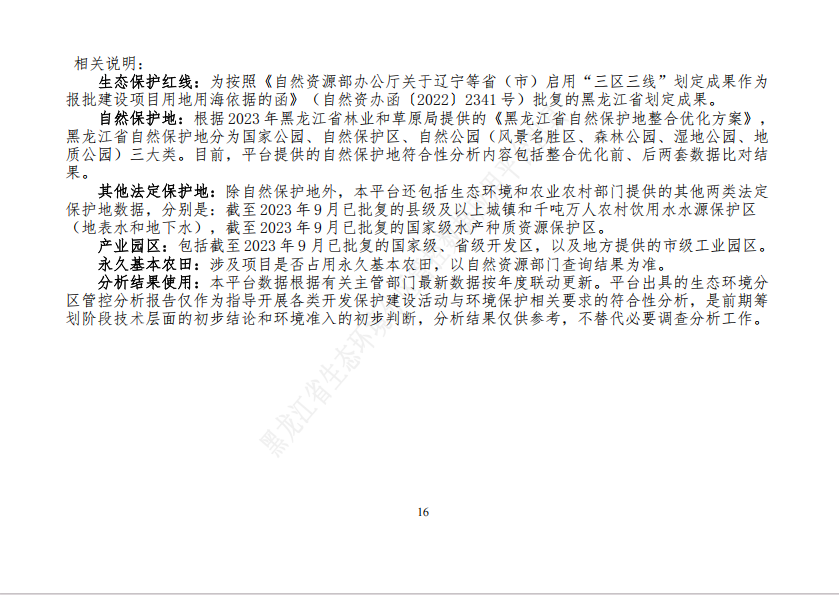 相关说明：
生态保护红线：为按照《自然资源部办公厅关于辽宁等省（市）启用“三区三线”划定成果作为
报批建设项目用地用海依据的函》（自然资办函〔2022〕2341 号）批复的黑龙江省划定成果。
自然保护地：根据 2023 年黑龙江省林业和草原局提供的《黑龙江省自然保护地整合优化方案》，
黑龙江省自然保护地分为国家公园、自然保护区、自然公园（风景名胜区、森林公园、湿地公园、地
质公园）三大类。目前，平台提供的自然保护地符合性分析内容包括整合优化前、后两套数据比对结
果。
其他法定保护地：除自然保护地外，本平台还包括生态环境和农业农村部门提供的其他两类法定
保护地数据，分别是：截至 2023 年 9 月已批复的县级及以上城镇和千吨万人农村饮用水水源保护区
（地表水和地下水），截至 2023 年 9 月已批复的国家级水产种质资源保护区。
产业园区：包括截至 2023 年 9 月已批复的国家级、省级开发区，以及地方提供的市级工业园区。
永久基本农田：涉及项目是否占用永久基本农田，以自然资源部门查询结果为准。
分析结果使用：本平台数据根据有关主管部门最新数据按年度联动更新。平台出具的生态环境分
区管控分析报告仅作为指导开展各类开发保护建设活动与环境保护相关要求的符合性分析，是前期筹
划阶段技术层面的初步结论和环境准入的初步判断，分析结果仅供参考，不替代必要调查分析工作。
黑龙江省生态环境
16